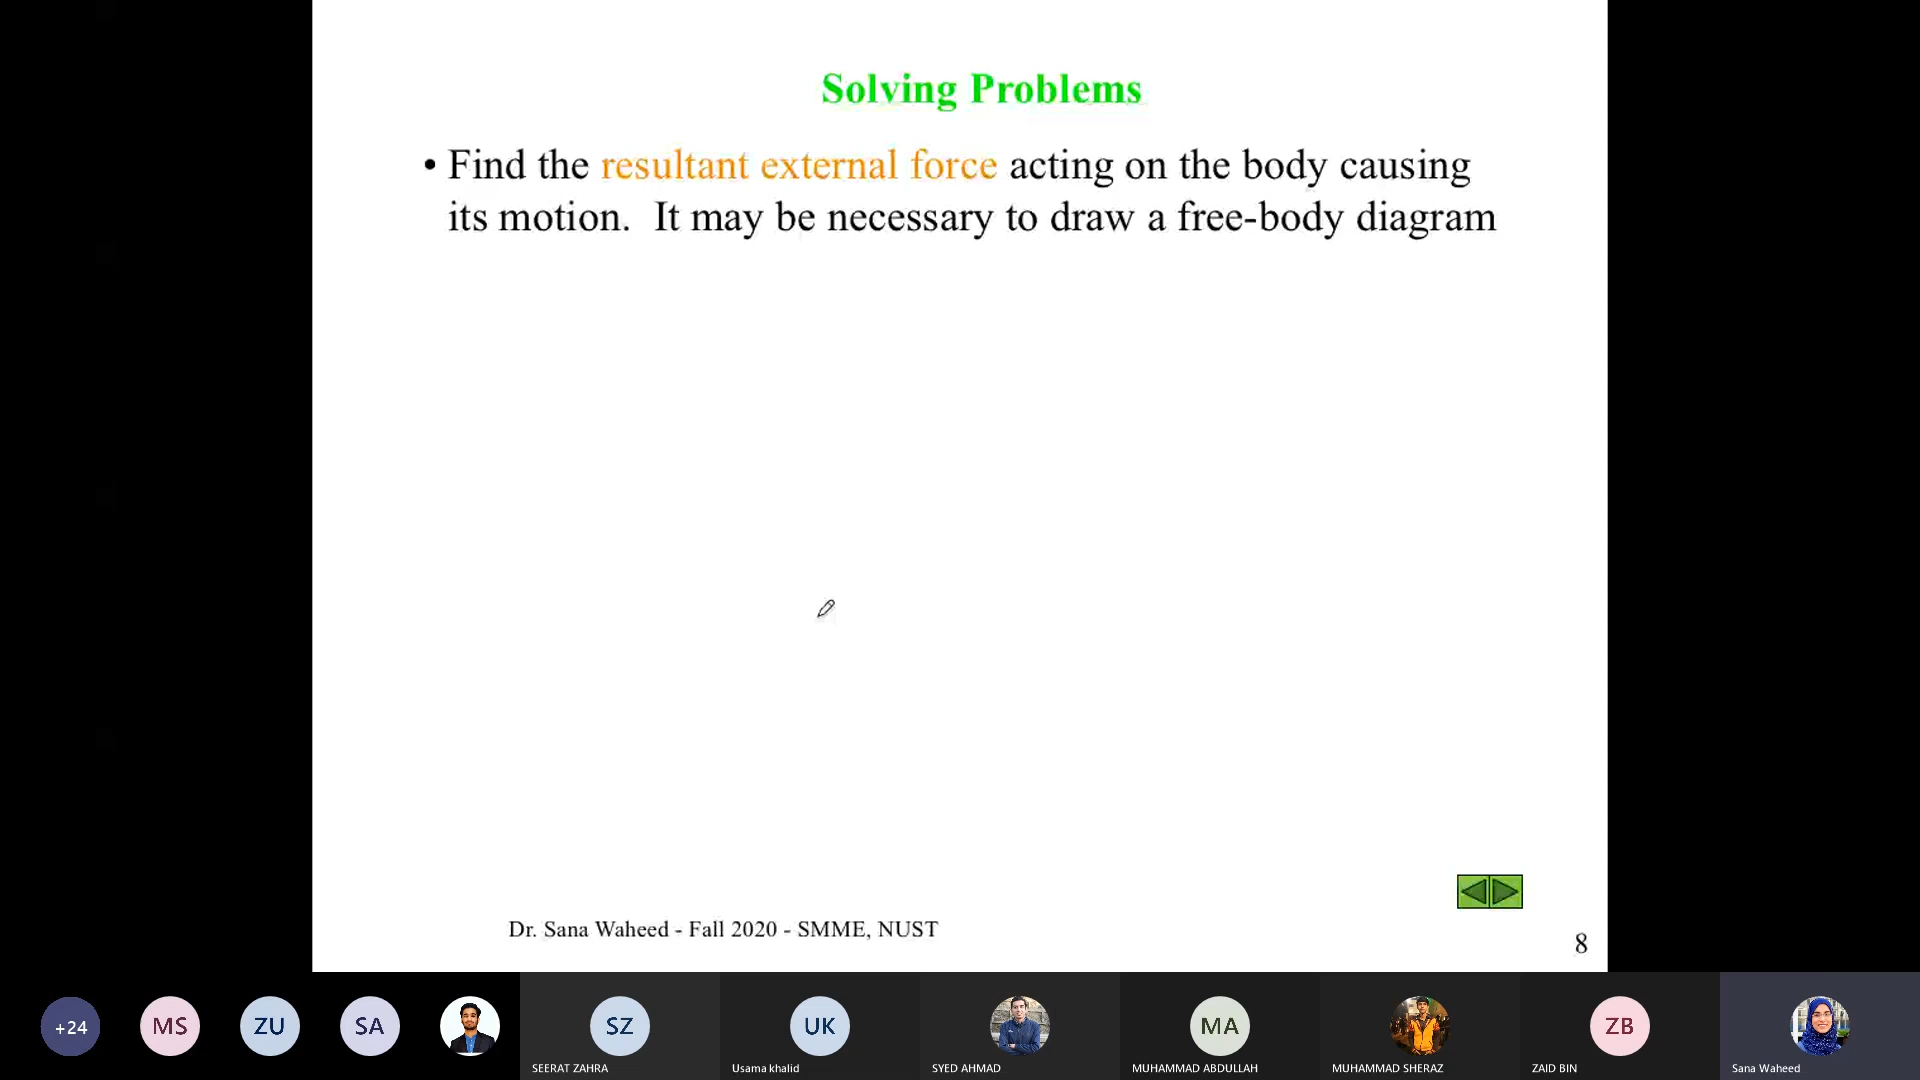 Solving Problems
• Find the resultant external force acting on the body causing
its motion.  It may be necessary to draw a free-body diagram
Dr. Sana Waheed - Fall 2020 - SMME, NUST
8
+24
MS
ZU
SA
SZ
UK
MA
ZB
SEERAT ZAHRA
Usama khalid
SYED AHMAD
MUHAMMAD ABDULLAH
MUHAMMAD SHERAZ
ZAID BIN
Sana Waheed